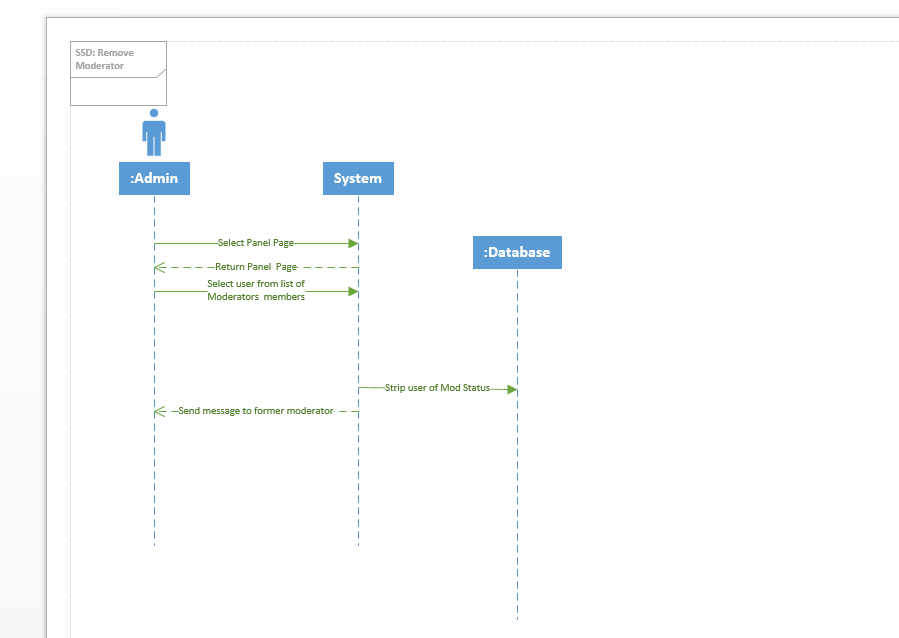 SSD: Remove
Moderator
:Admin
System
Select Panel Page
:Database
Return Panel Page
Select user from list of
Moderators members
Strip user of Mod Status
Send message to former moderator